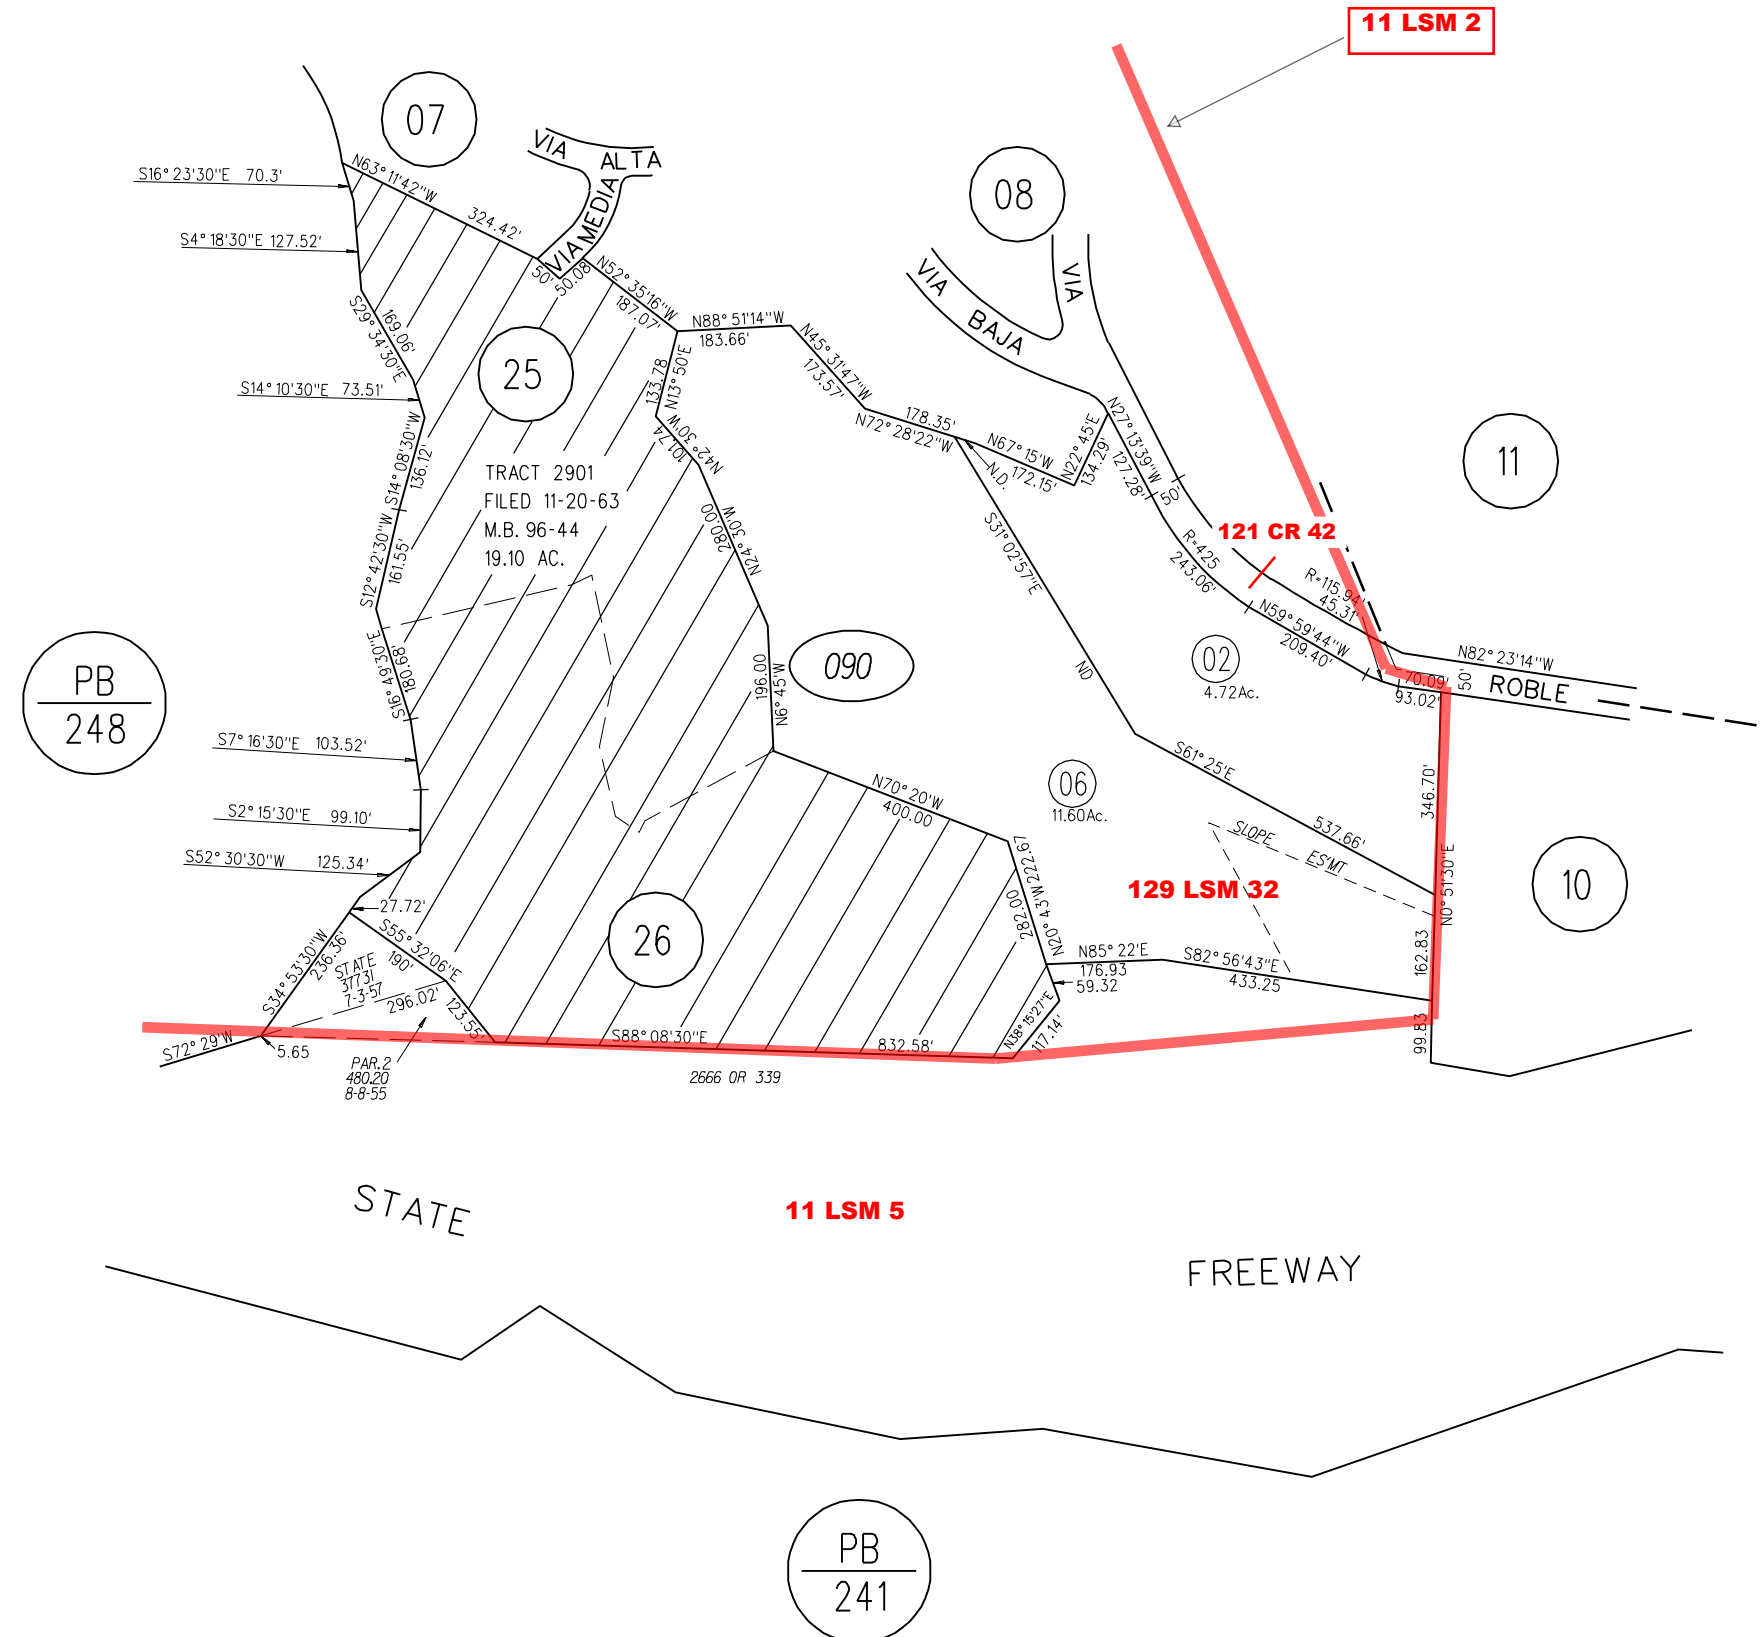 11 LSM 2
07
VIA ALTA
VIA MEDIA
S16°23'30"E 70.3'
N63°11'42"W
324.42'
08
S4°18'30"E 127.52'
50'
50.08
N52°35'16"W
187.07'
VIA
VIA BAJA
S29°34'30"E
169.06'
N88°51'14"W
183.66'
N45°31'47"W
173.57'
25
133.78
N13°50'E
S14°10'30"E 73.51'
178.35'
N72°28'22"W
N67°15'W
172.15'
N22°45'E
134.29'
N27°13'39"W
127.28'
50'
11
S14°08'30"W
136.12'
101.74
N42°30'W
N.D.
TRACT 2901
FILED 11-20-63
M.B. 96-44
19.10 AC.
280.00
N24°30'W
S31°02'57"E
121 CR 42
R=425
243.06'
S12°42'30"W
161.55'
R=115.94'
45.31'
N59°59'44"W
209.40'
S16°49'30"E
180.68'
090
02
4.72Ac.
N82°23'14"W
70.09'
93.02'
50'
ROBLE
ND
PB
248
196.00
N6°45'W
S7°16'30"E 103.52'
S61°25'E
346.70'
06
11.60Ac.
N70°20'W
400.00
S2°15'30"E 99.10'
537.66'
SLOPE ES'MT
N0°51'30"E
S52°30'30"W 125.34'
129 LSM 32
10
27.72'
26
282.00
N20°43'W 222.67
S34°53'30"W
236.36'
S55°32'06"E
190'
STATE
37731
7-3-57
296.02'
123.55'
N85°22'E
176.93
59.32
S82°56'43"E
433.25
162.83
N38°15'27"E
117.14'
99.83
S72°29'W
5.65
S88°08'30"E
832.58'
PAR.2
480.20
8-8-55
2666 OR 339
STATE
11 LSM 5
FREEWAY
PB
241